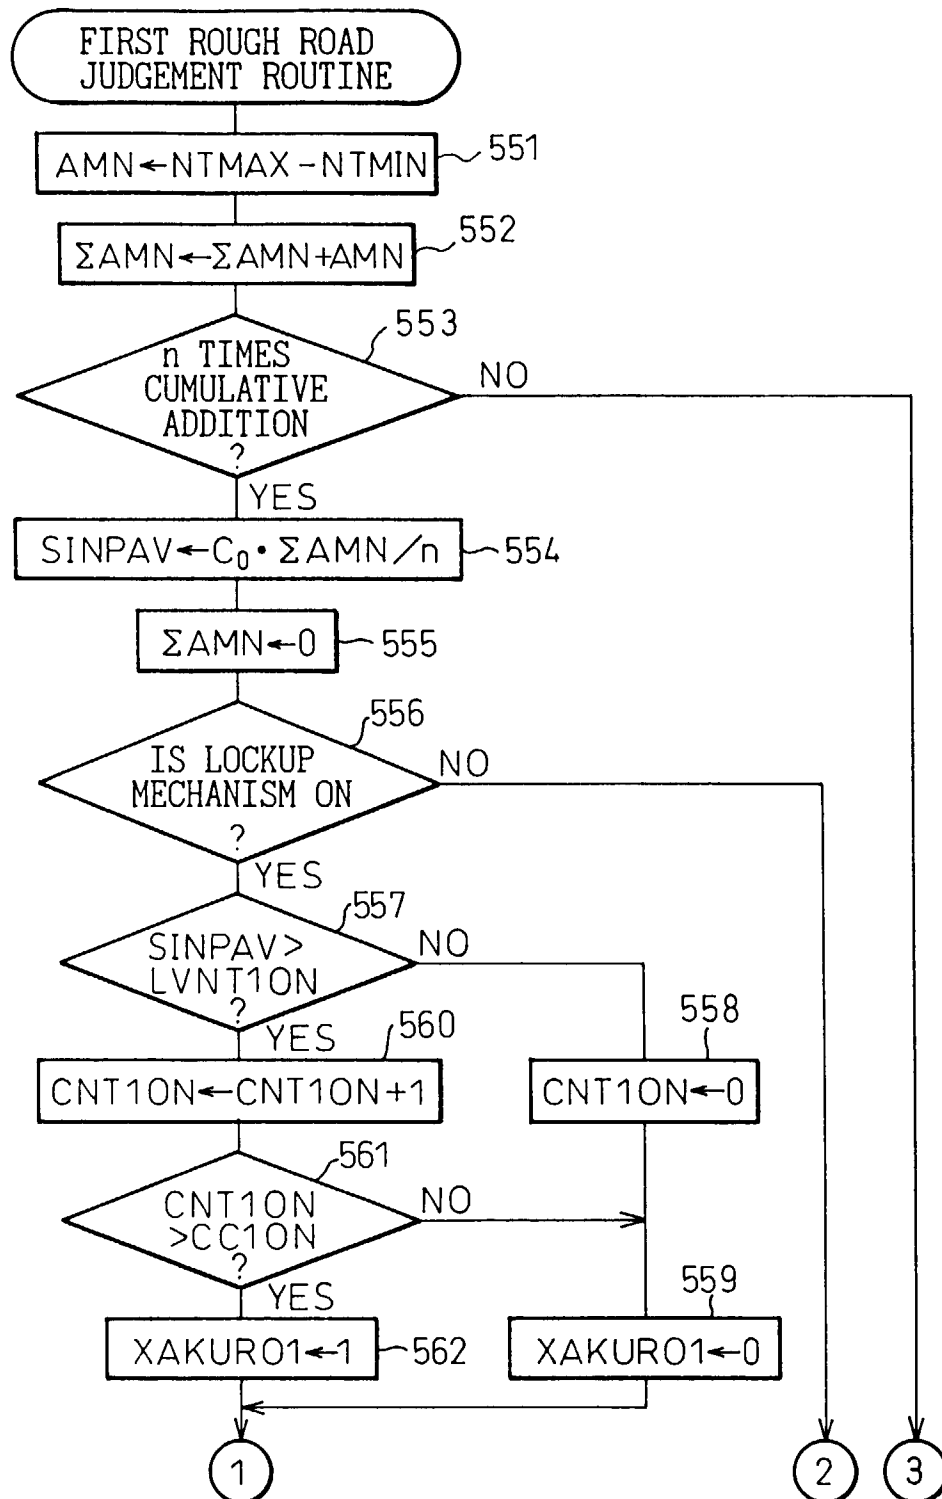 FIRST ROUGH ROAD
JUDGEMENT ROUTINE
AMN←NTMAX-NTMIN
551
ΣAMN←ΣAMN+AMN
552
553
n TIMES
CUMULATIVE
ADDITION
?
NO
YES
SINPAV←C₀・ΣAMN/n
554
ΣAMN←0
555
556
IS LOCKUP
MECHANISM ON
?
NO
YES
557
SINPAV>
LVNT1ON
?
NO
YES
560
CNT1ON←CNT1ON+1
558
CNT1ON←0
561
CNT1ON
>CC1ON
?
NO
YES
XAKURO1←1
562
559
XAKURO1←0
1
2
3